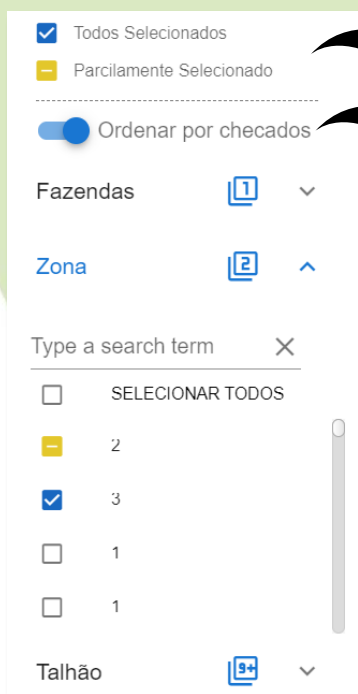 Todos Selecionados
Parcilamente Selecionado
Ordenar por checados
Fazendas 1
Zona 2
Type a search term
SELECIONAR TODOS
2
3
1
1
Talhão 9+